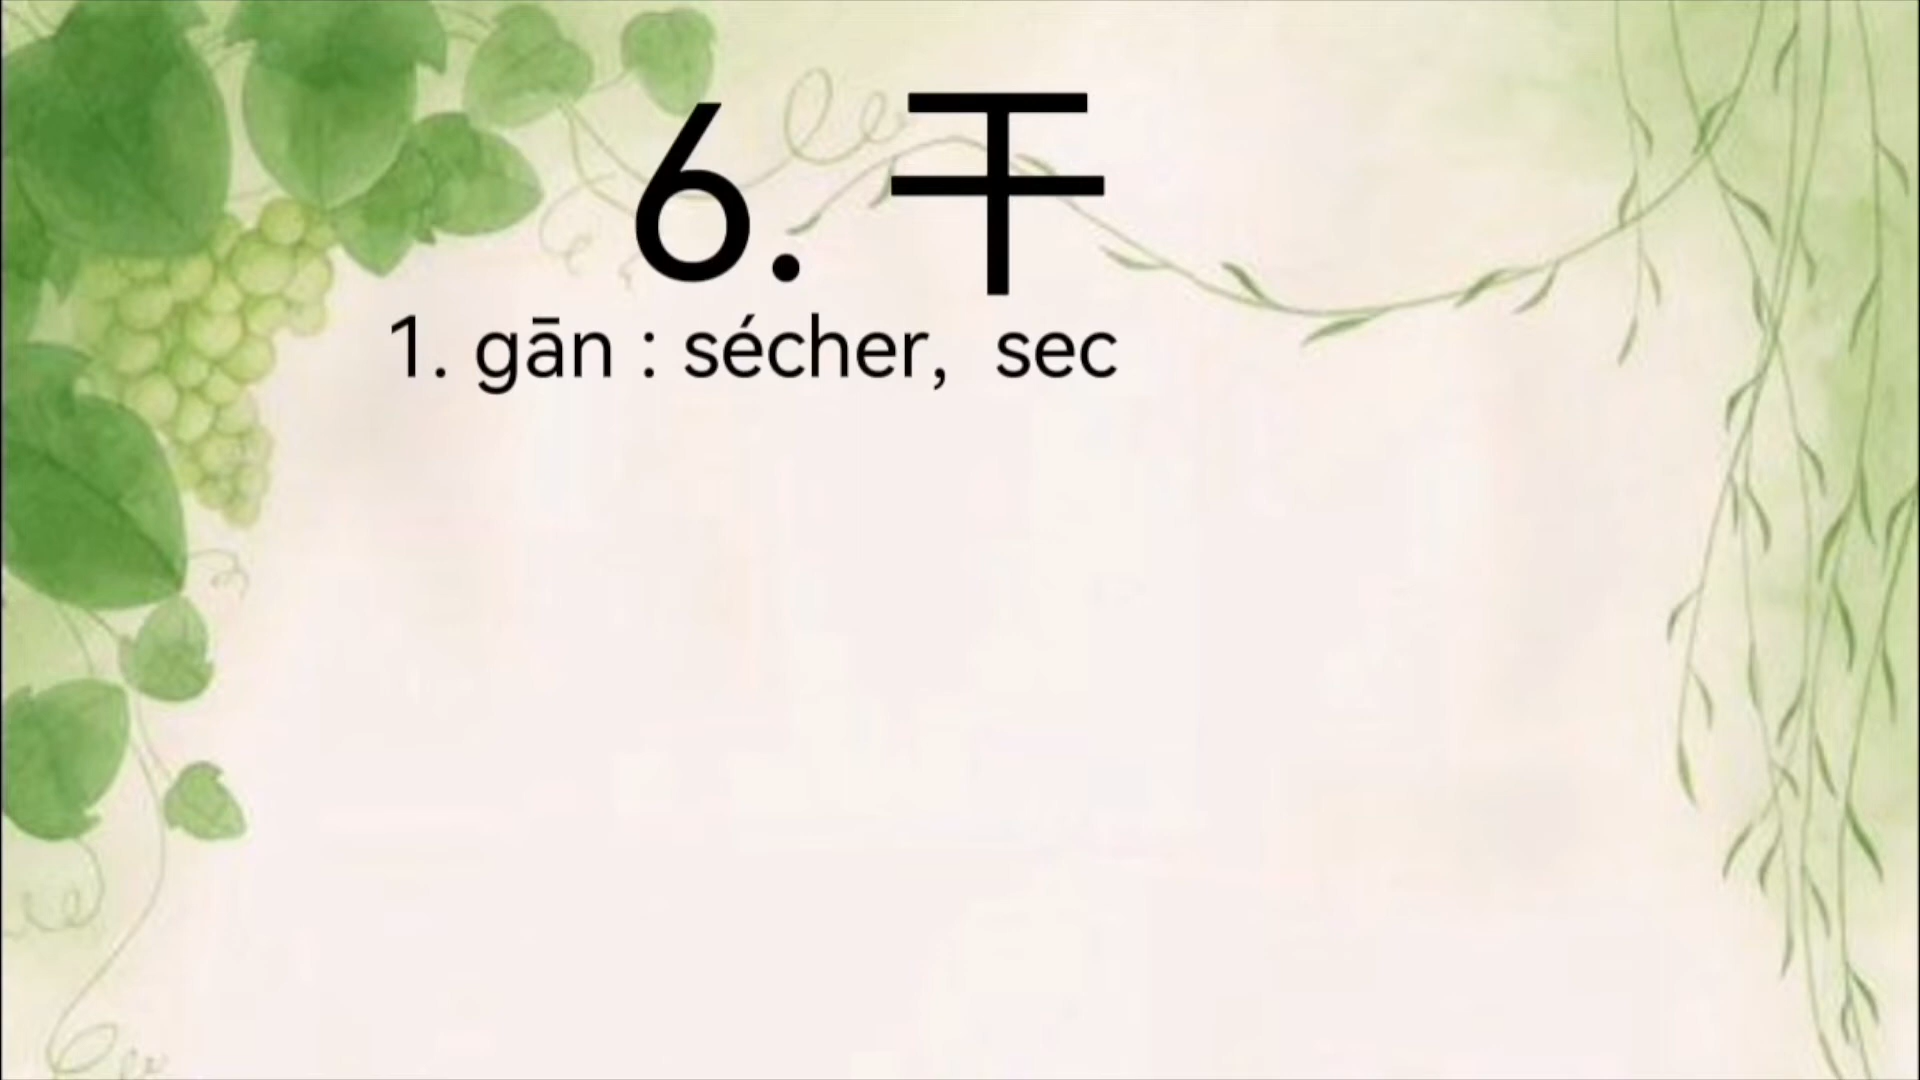 6. 干
1. gān : sécher, sec